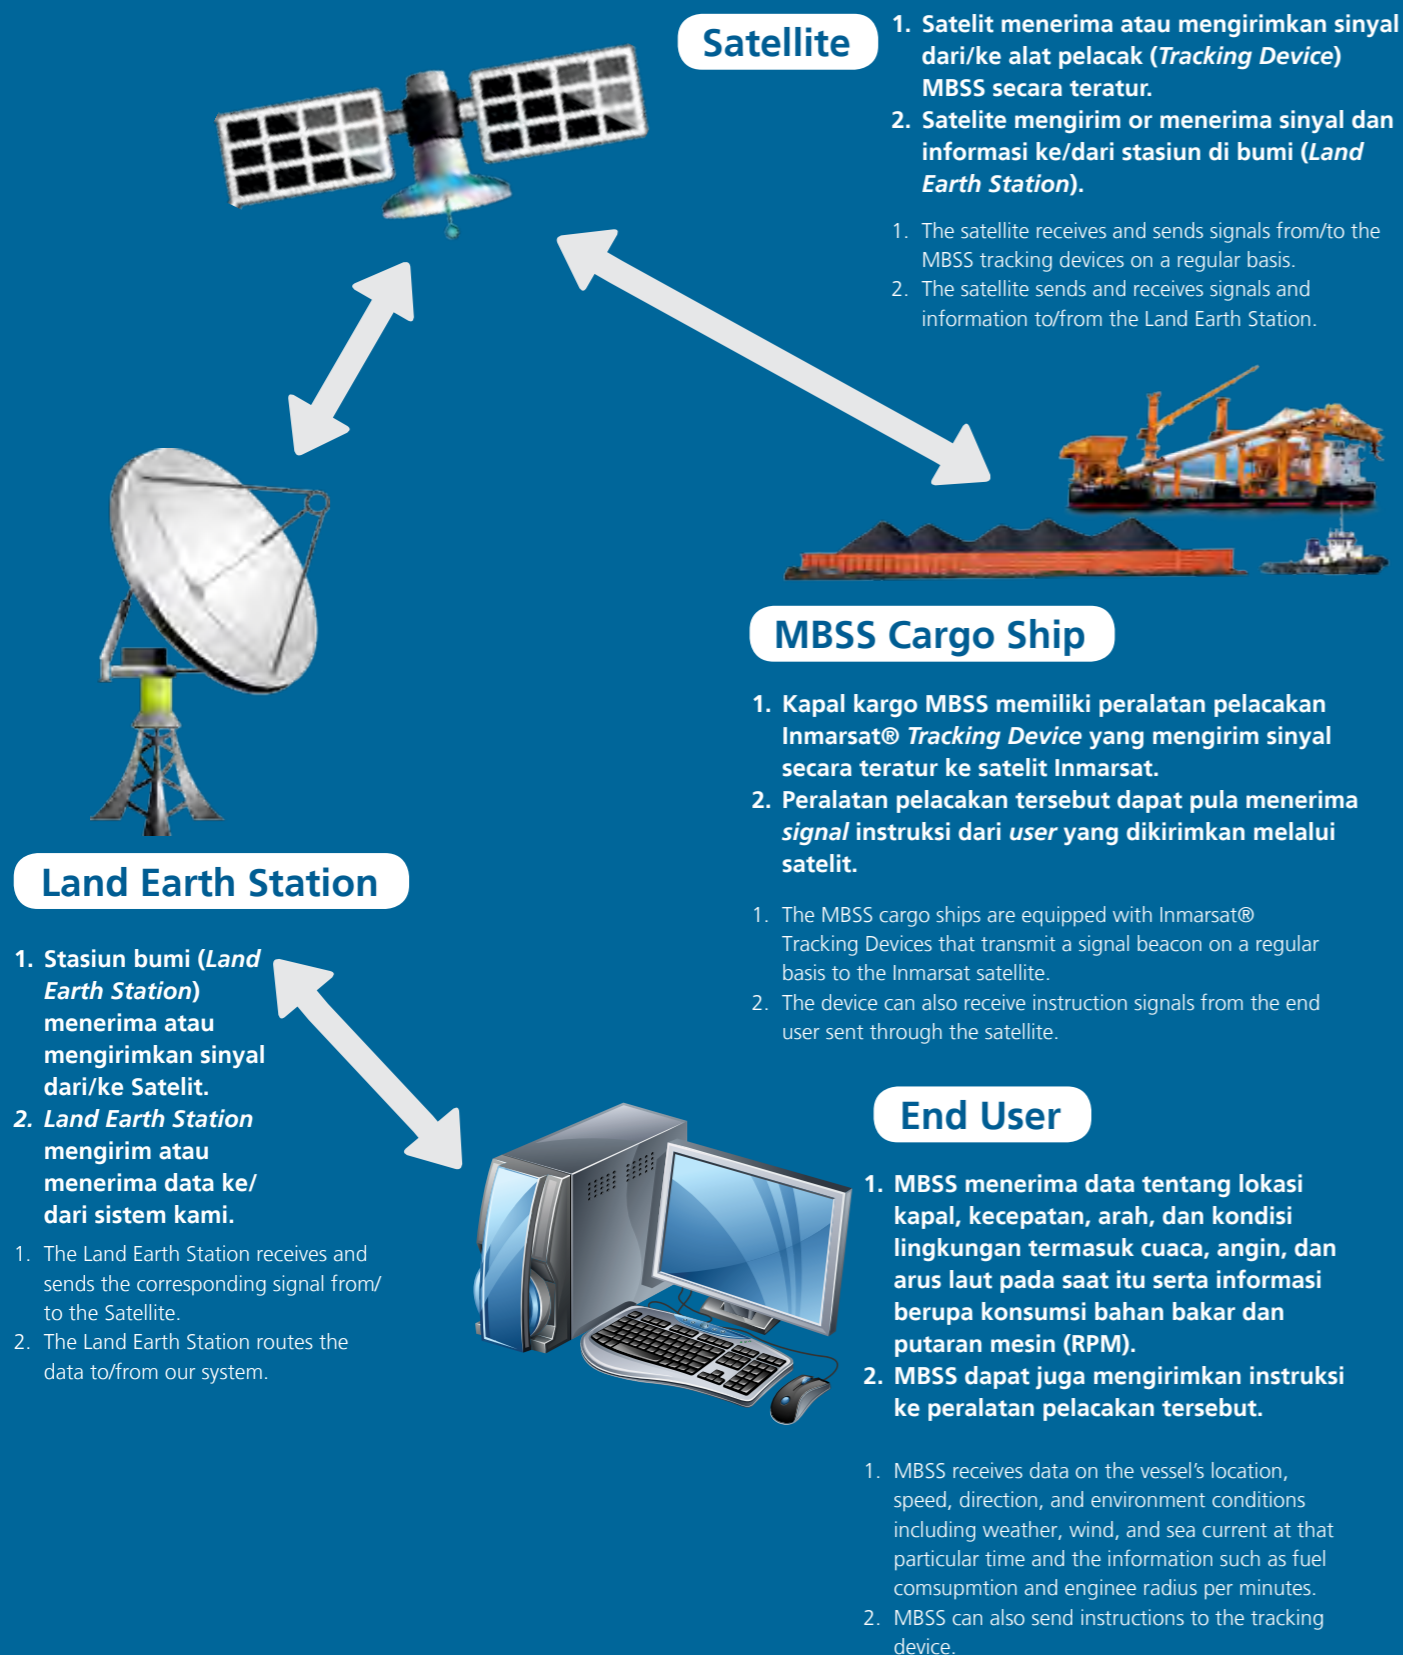 Satellite
1. Satelit menerima atau mengirimkan sinyal
dari/ke alat pelacak (Tracking Device)
MBSS secara teratur.
2. Satelite mengirim or menerima sinyal dan
informasi ke/dari stasiun di bumi (Land
Earth Station).
1. The satellite receives and sends signals from/to the
MBSS tracking devices on a regular basis.
2. The satellite sends and receives signals and
information to/from the Land Earth Station.
MBSS Cargo Ship
1. Kapal kargo MBSS memiliki peralatan pelacakan
Inmarsat® Tracking Device yang mengirim sinyal
secara teratur ke satelit Inmarsat.
2. Peralatan pelacakan tersebut dapat pula menerima
signal instruksi dari user yang dikirimkan melalui
satelit.
1. The MBSS cargo ships are equipped with Inmarsat®
Tracking Devices that transmit a signal beacon on a regular
basis to the Inmarsat satellite.
2. The device can also receive instruction signals from the end
user sent through the satellite.
Land Earth Station
1. Stasiun bumi (Land
Earth Station)
menerima atau
mengirimkan sinyal
dari/ke Satelit.
2. Land Earth Station
mengirim atau
menerima data ke/
dari sistem kami.
1. The Land Earth Station receives and
sends the corresponding signal from/
to the Satellite.
2. The Land Earth Station routes the
data to/from our system.
End User
1. MBSS menerima data tentang lokasi
kapal, kecepatan, arah, dan kondisi
lingkungan termasuk cuaca, angin, dan
arus laut pada saat itu serta informasi
berupa konsumsi bahan bakar dan
putaran mesin (RPM).
2. MBSS dapat juga mengirimkan instruksi
ke peralatan pelacakan tersebut.
1. MBSS receives data on the vessel's location,
speed, direction, and environment conditions
including weather, wind, and sea current at that
particular time and the information such as fuel
comsupmtion and enginee radius per minutes.
2. MBSS can also send instructions to the tracking
device.